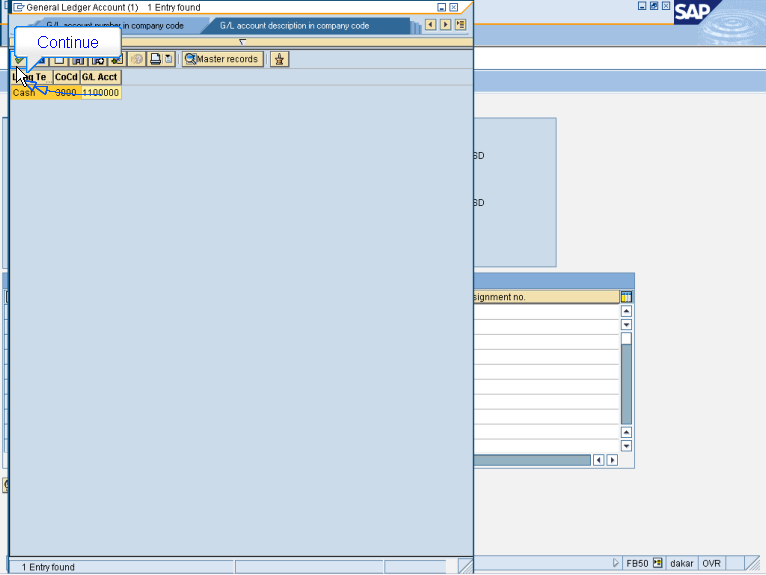 General Ledger Account (1) 1 Entry found
SAP
G/L account number in company code G/L account description in company code
Continue
Master records
CoCd G/L Acct
Cash 3000 1100000
SD
SD
signment no.
1 Entry found
FB50 dakar OVR